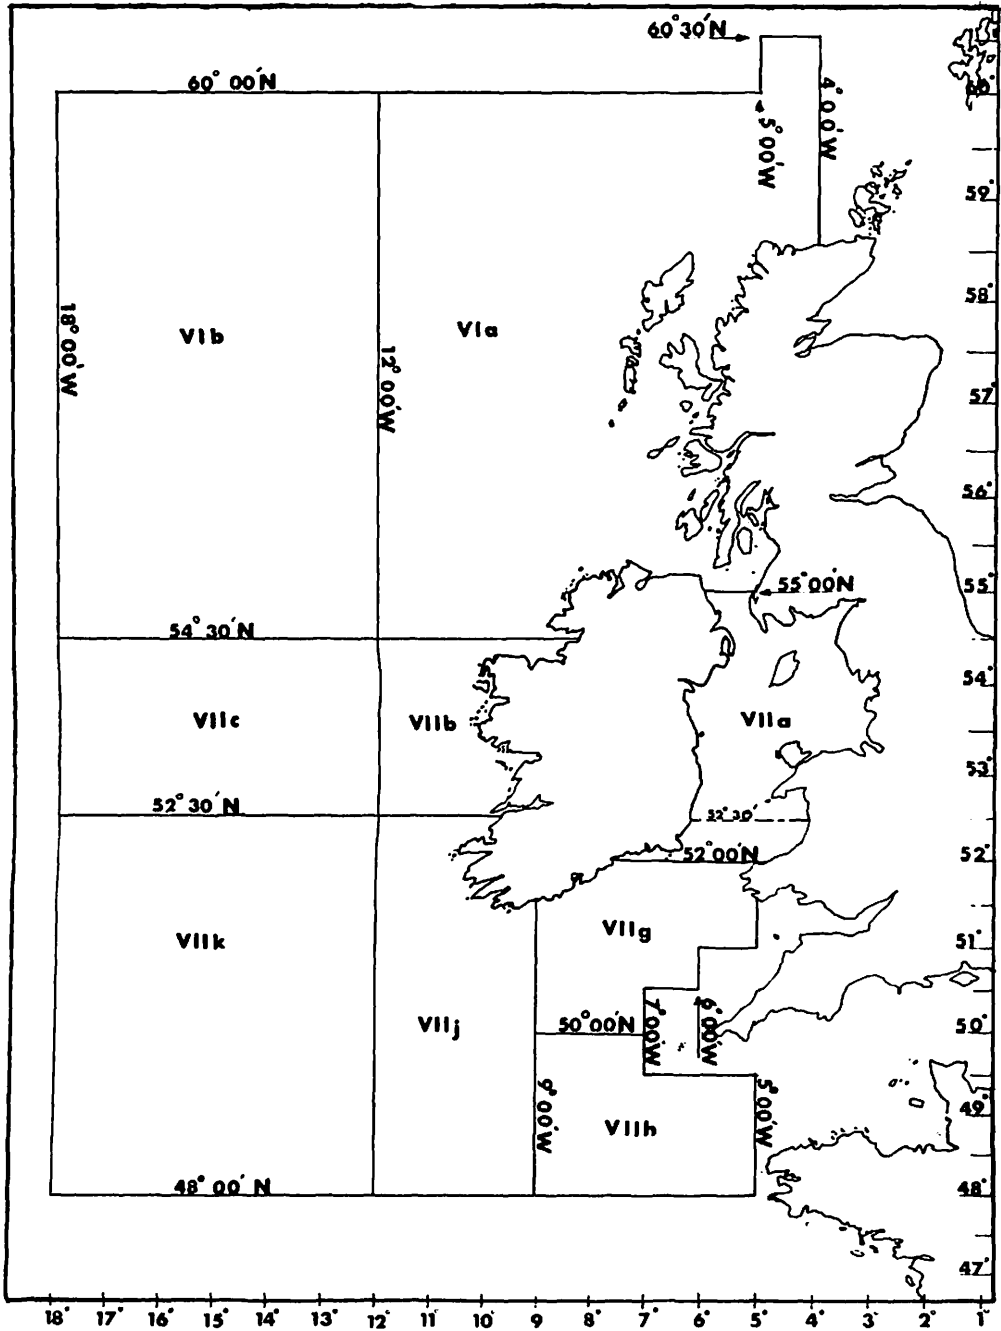 60° 30'N
60° 00'N
4° 00'W
60°
5° 00'W
59°
58°
18° 00'W
VIb
VIa
12° 00'W
57°
56°
55° 00'N
55°
54° 30' N
54°
VIIc
VIIb
VIIa
53°
52° 30' N
52° 30'
52° 00'N
52°
VIIk
VIIg
51°
VIIj
50° 00'N
7° 00'W
6° 00'W
50°
9° 00'W
VIIh
5° 00'W
49°
48° 00' N
48°
47°
18° 17° 16° 15° 14° 13° 12° 11° 10° 9° 8° 7° 6° 5° 4° 3° 2° 1°